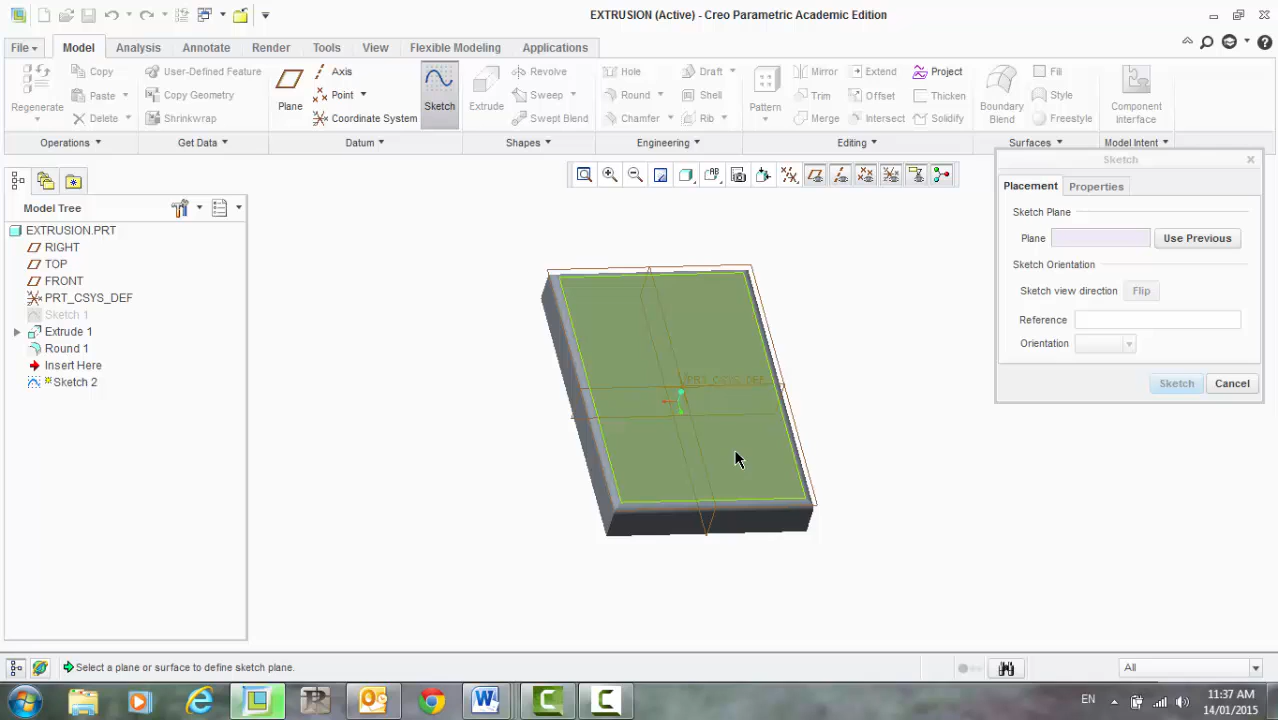 EXTRUSION (Active) - Creo Parametric Academic Edition
File Model Analysis Annotate Render Tools View Flexible Modeling Applications
Regenerate
Copy
Paste
Delete
User-Defined Feature
Copy Geometry
Shrinkwrap
Plane
Axis
Point
Coordinate System
Sketch
Extrude
Revolve
Sweep
Swept Blend
Hole
Round
Chamfer
Draft
Shell
Rib
Pattern
Mirror
Trim
Merge
Extend
Offset
Intersect
Project
Thicken
Solidify
Boundary
Blend
Fill
Style
Freestyle
Component
Interface
Operations Get Data Datum Shapes Engineering Editing Surfaces Model Intent
Model Tree
EXTRUSION.PRT
RIGHT
TOP
FRONT
PRT_CSYS_DEF
Sketch 1
Extrude 1
Round 1
Insert Here
Sketch 2
PRT_CSYS_DEF
Sketch
Placement Properties
Sketch Plane
Plane Use Previous
Sketch Orientation
Sketch view direction Flip
Reference
Orientation
Sketch Cancel
Select a plane or surface to define sketch plane.
All
EN
11:37 AM
14/01/2015